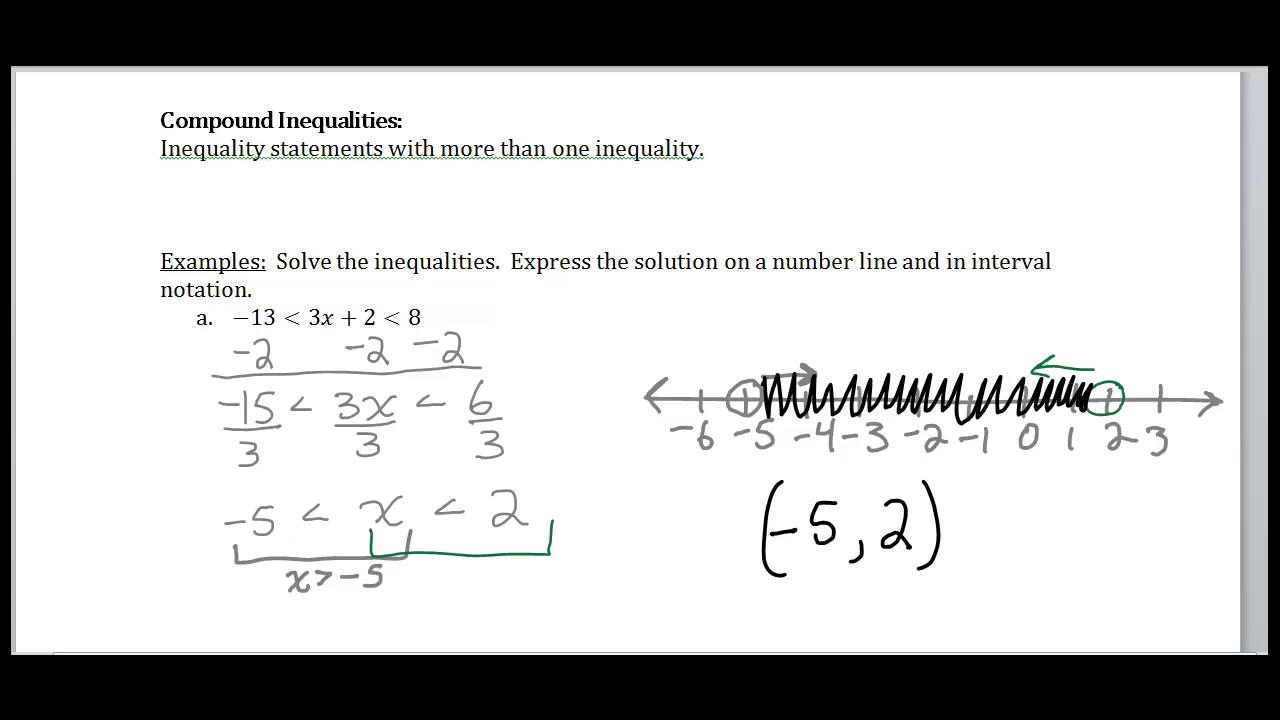 Compound Inequalities:
Inequality statements with more than one inequality.
Examples: Solve the inequalities. Express the solution on a number line and in interval
notation.
a. −13 < 3x + 2 < 8
-2 -2 -2
-15 < 3x < 6
3 3 3
-5 < x < 2
x > -5
-6 -5 -4 -3 -2 -1 0 1 2 3
(-5, 2)